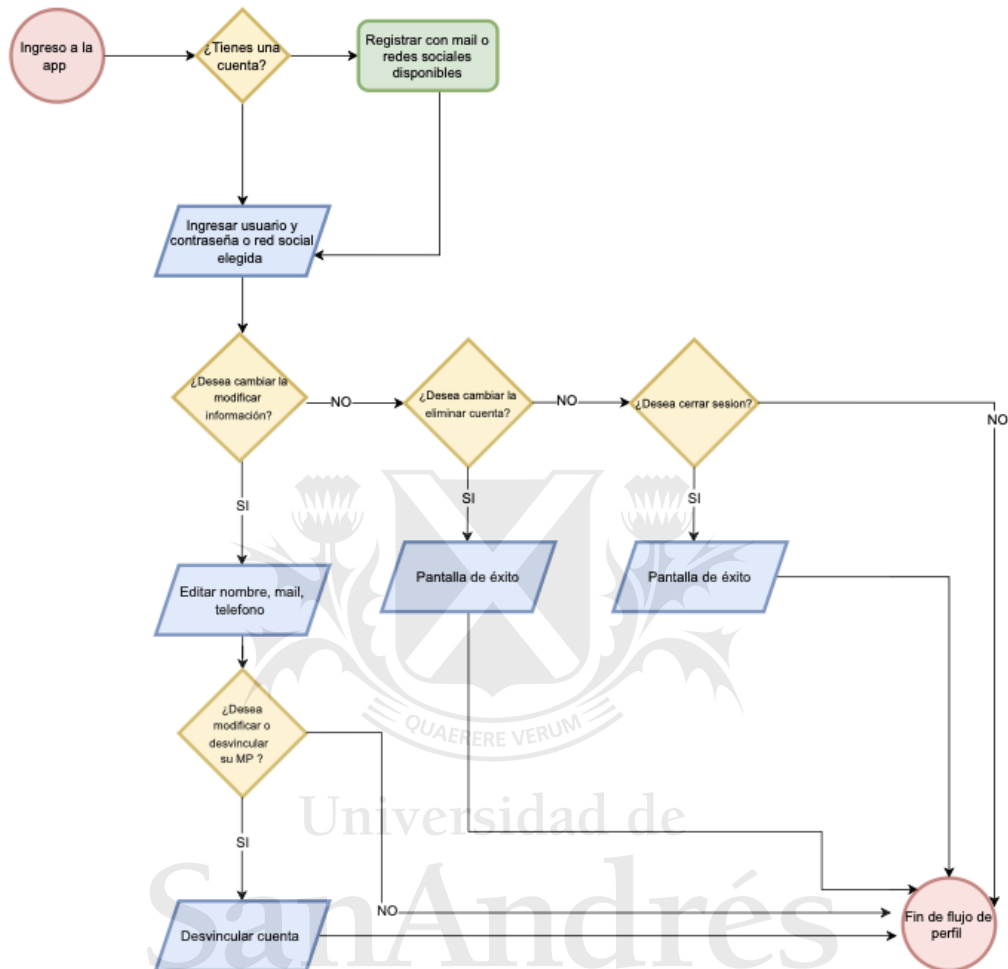 Ingreso a la
app
¿Tienes una
cuenta?
Registrar con mail o
redes sociales
disponibles
Ingresar usuario y
contraseña o red social
elegida
¿Desea cambiar la
modificar
información?
NO
¿Desea cambiar la
eliminar cuenta?
NO
¿Desea cerrar sesion?
NO
SI
SI
SI
Editar nombre, mail,
telefono
Pantalla de éxito
Pantalla de éxito
¿Desea
modificar o
desvincular
su MP ?
QUAERERE VERUM
Universidad de
SanAndrés
SI
NO
Desvincular cuenta
Fin de flujo de
perfil